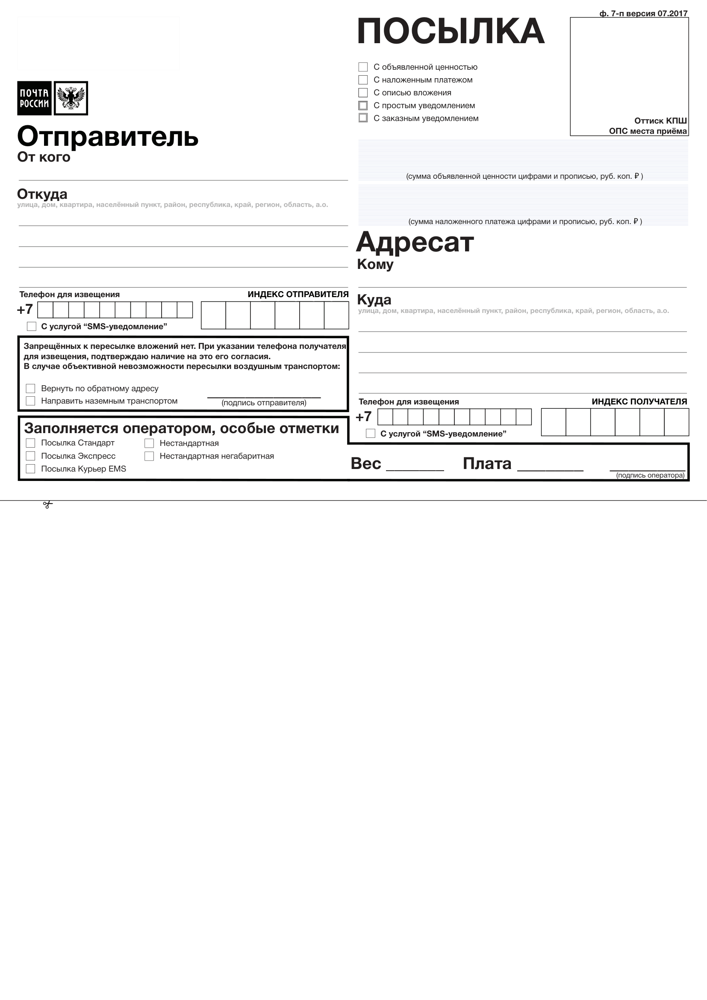 ПОЧТА
РОССИИ
Отправитель
От кого
Откуда
улица, дом, квартира, населённый пункт, район, республика, край, регион, область, а.о.
Телефон для извещения
ИНДЕКС ОТПРАВИТЕЛЯ
+7
С услугой “SMS-уведомление”
Запрещённых к пересылке вложений нет. При указании телефона получателя
для извещения, подтверждаю наличие на это его согласия.
В случае объективной невозможности пересылки воздушным транспортом:
Вернуть по обратному адресу
Направить наземным транспортом
(подпись отправителя)
ф. 7-п версия 07.2017
ПОСЫЛКА
С объявленной ценностью
С наложенным платежом
С описью вложения
С простым уведомлением
С заказным уведомлением
Оттиск КПШ
ОПС места приёма
(сумма объявленной ценности цифрами и прописью, руб. коп. ₽ )
(сумма наложенного платежа цифрами и прописью, руб. коп. ₽ )
Адресат
Кому
Куда
улица, дом, квартира, населённый пункт, район, республика, край, регион, область, а.о.
Телефон для извещения
ИНДЕКС ПОЛУЧАТЕЛЯ
+7
С услугой “SMS-уведомление”
Заполняется оператором, особые отметки
Посылка Стандарт
Нестандартная
Посылка Экспресс
Нестандартная негабаритная
Посылка Курьер EMS
Вес
Плата
(подпись оператора)